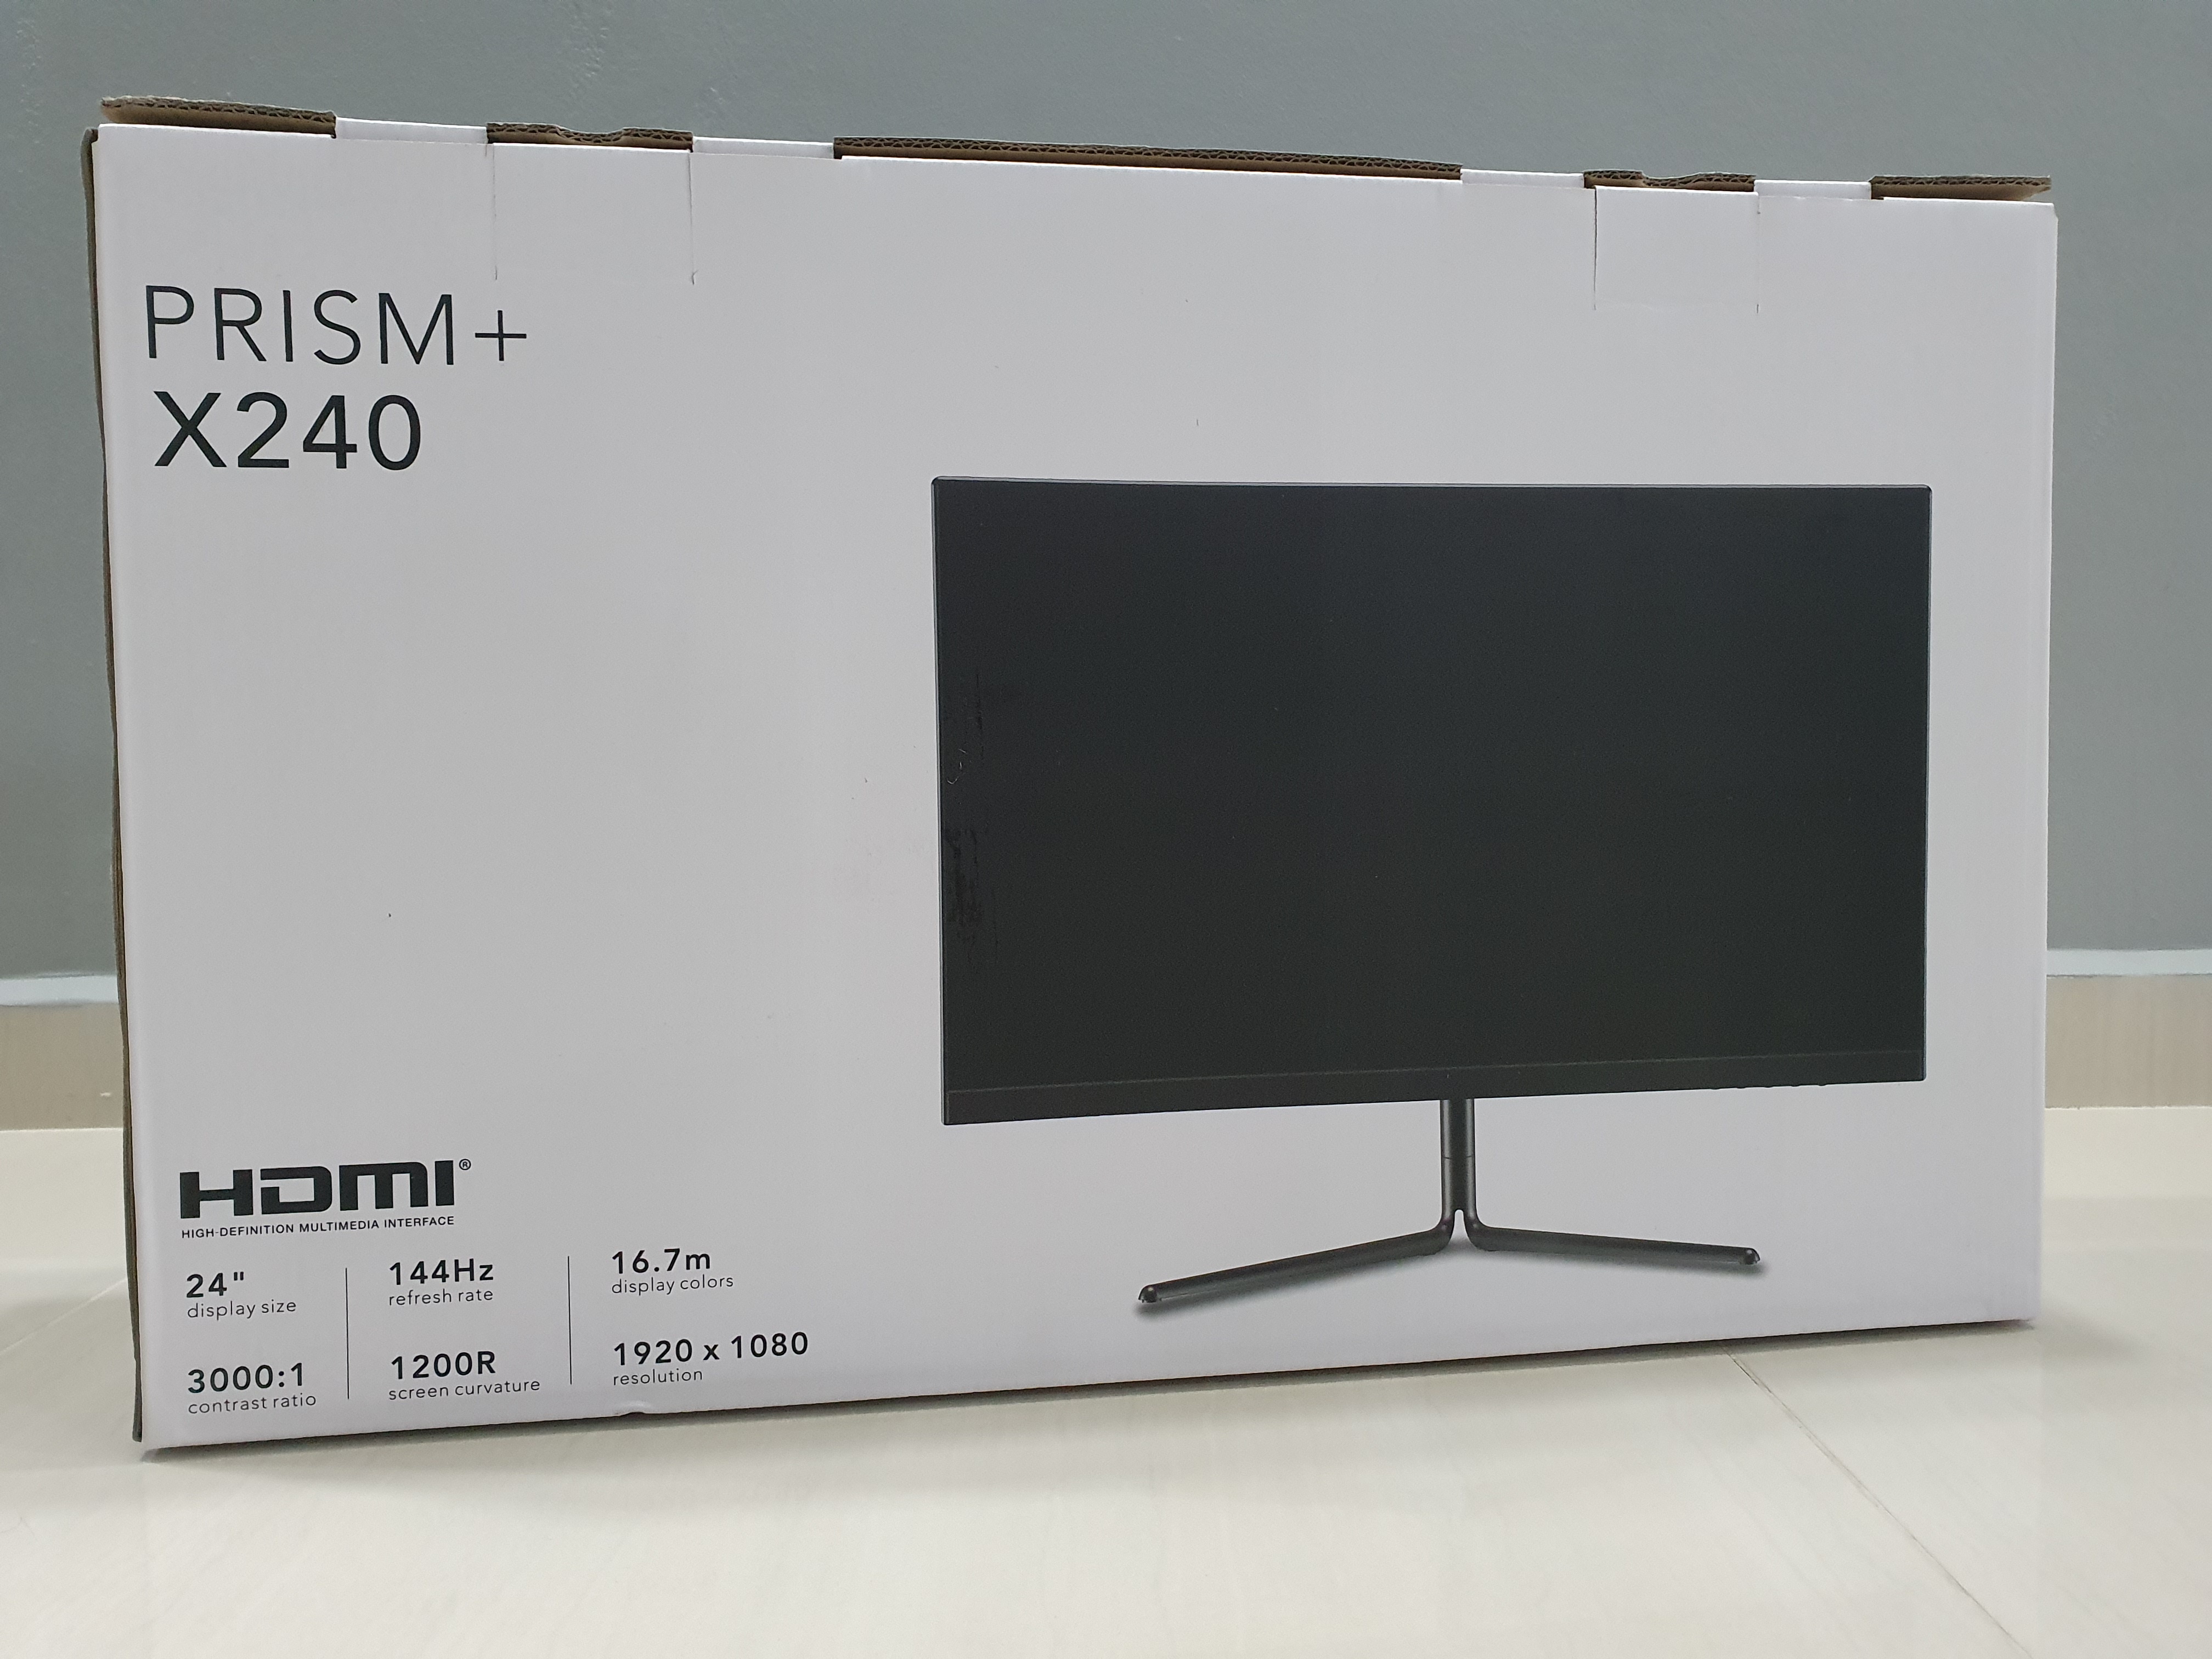 PRISM+
X240
HDMI®
HIGH-DEFINITION MULTIMEDIA INTERFACE
24"
display size
144Hz
refresh rate
16.7m
display colors
3000:1
contrast ratio
1200R
screen curvature
1920 x 1080
resolution